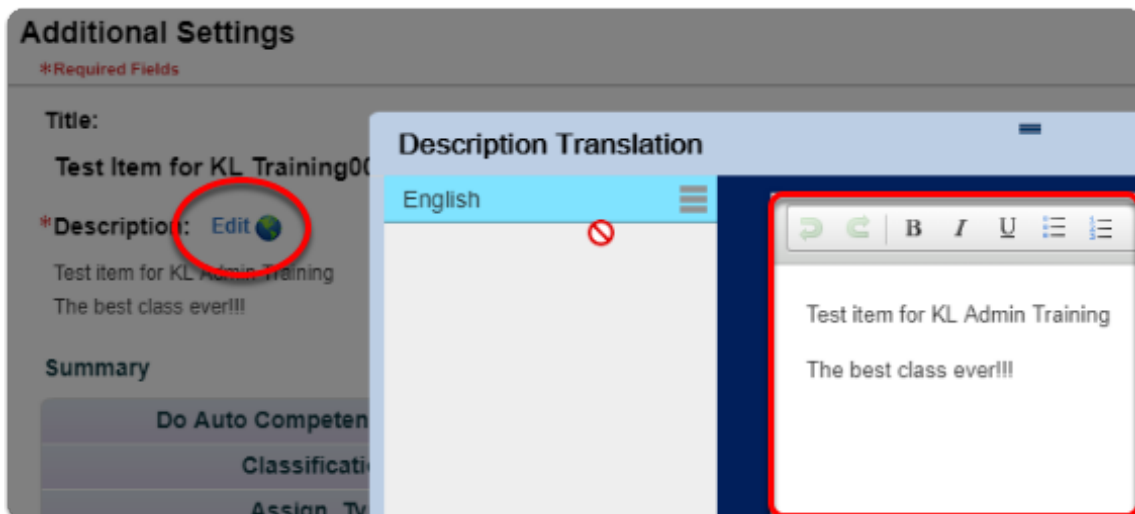 Additional Settings
*Required Fields
Title:
Test Item for KL Training00
*Description: Edit
Test item for KL Admin Training
The best class ever!!!
Summary
Do Auto Competen
Classificati
Assign. Ty
Description Translation
English
B I U
Test item for KL Admin Training
The best class ever!!!